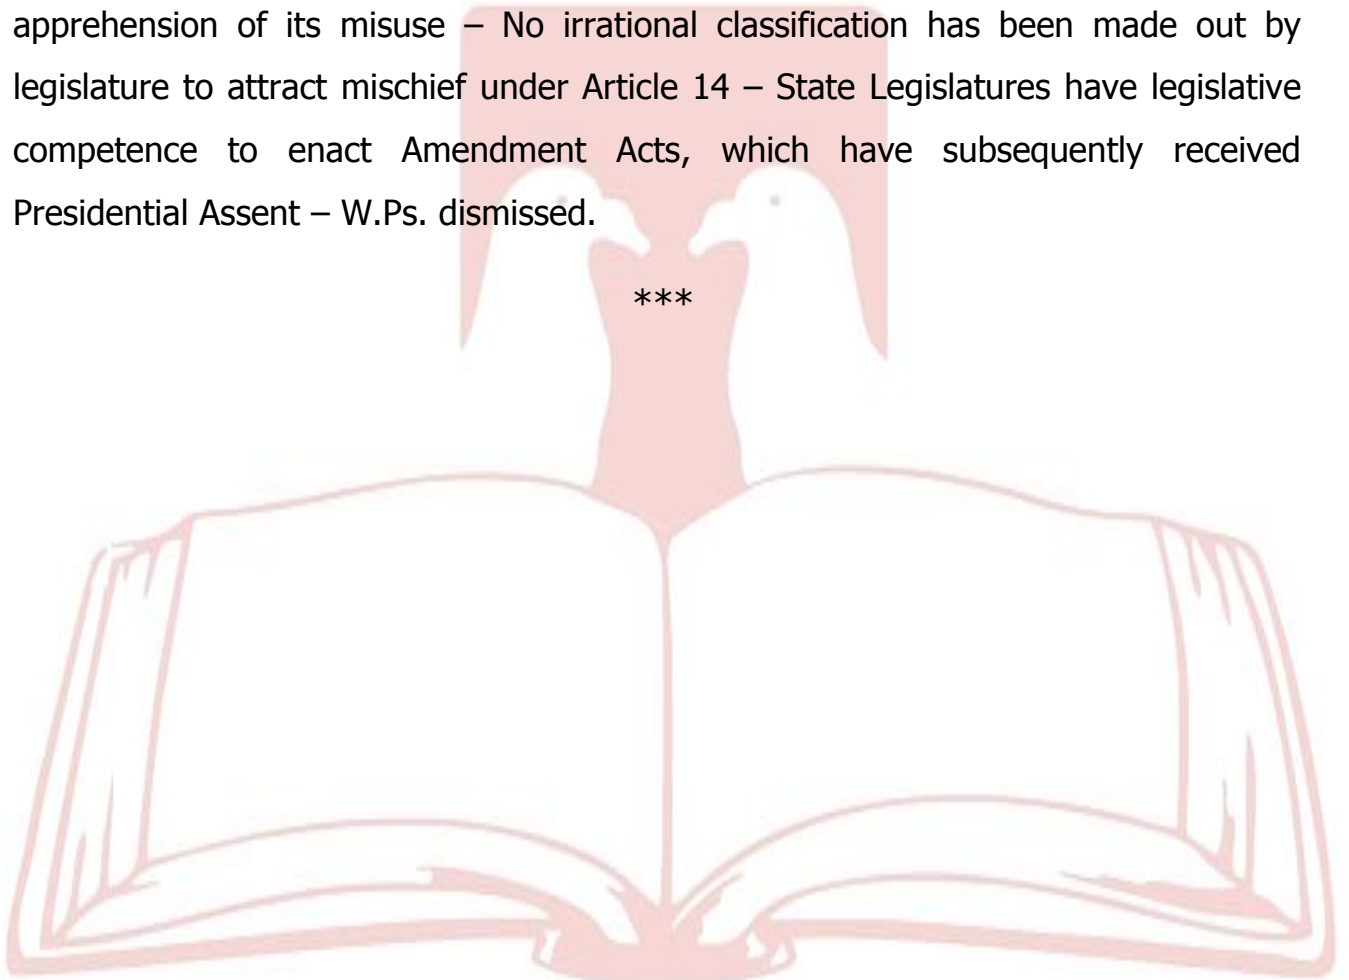 apprehension of its misuse – No irrational classification has been made out by
legislature to attract mischief under Article 14 – State Legislatures have legislative
competence to enact Amendment Acts, which have subsequently received
Presidential Assent – W.Ps. dismissed.
***